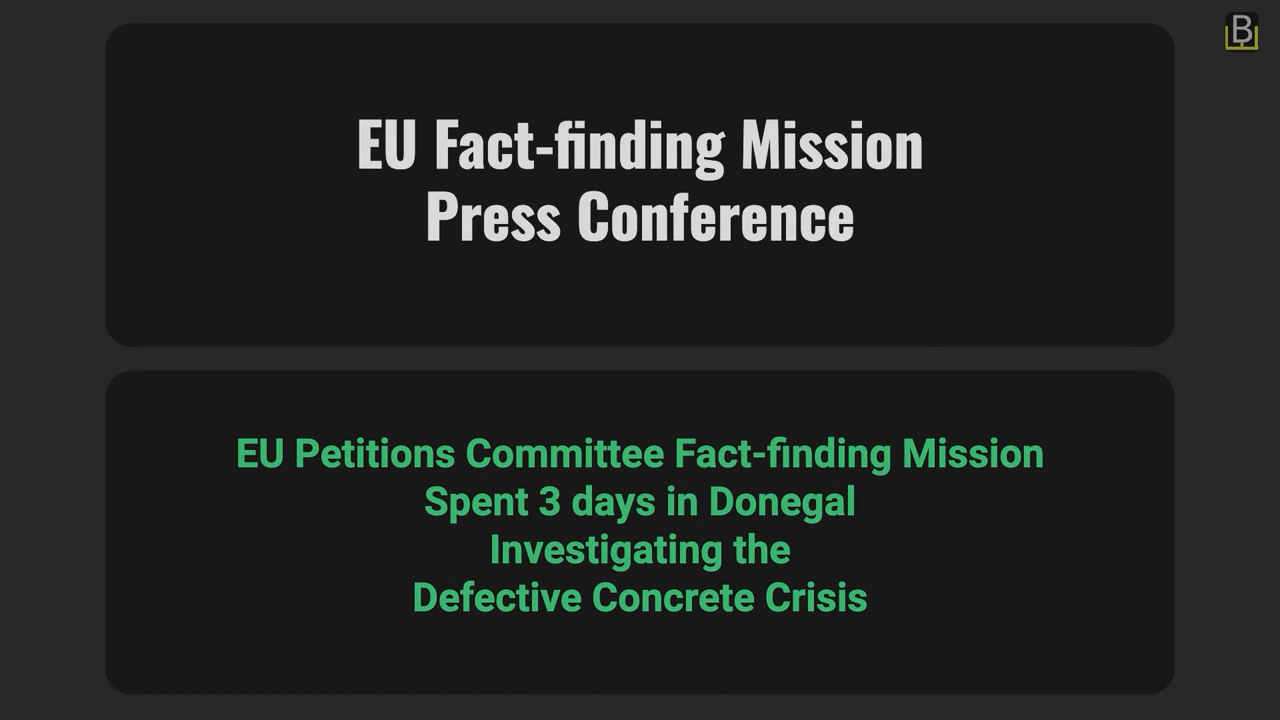 EU Fact-finding Mission
Press Conference
EU Petitions Committee Fact-finding Mission
Spent 3 days in Donegal
Investigating the
Defective Concrete Crisis
B